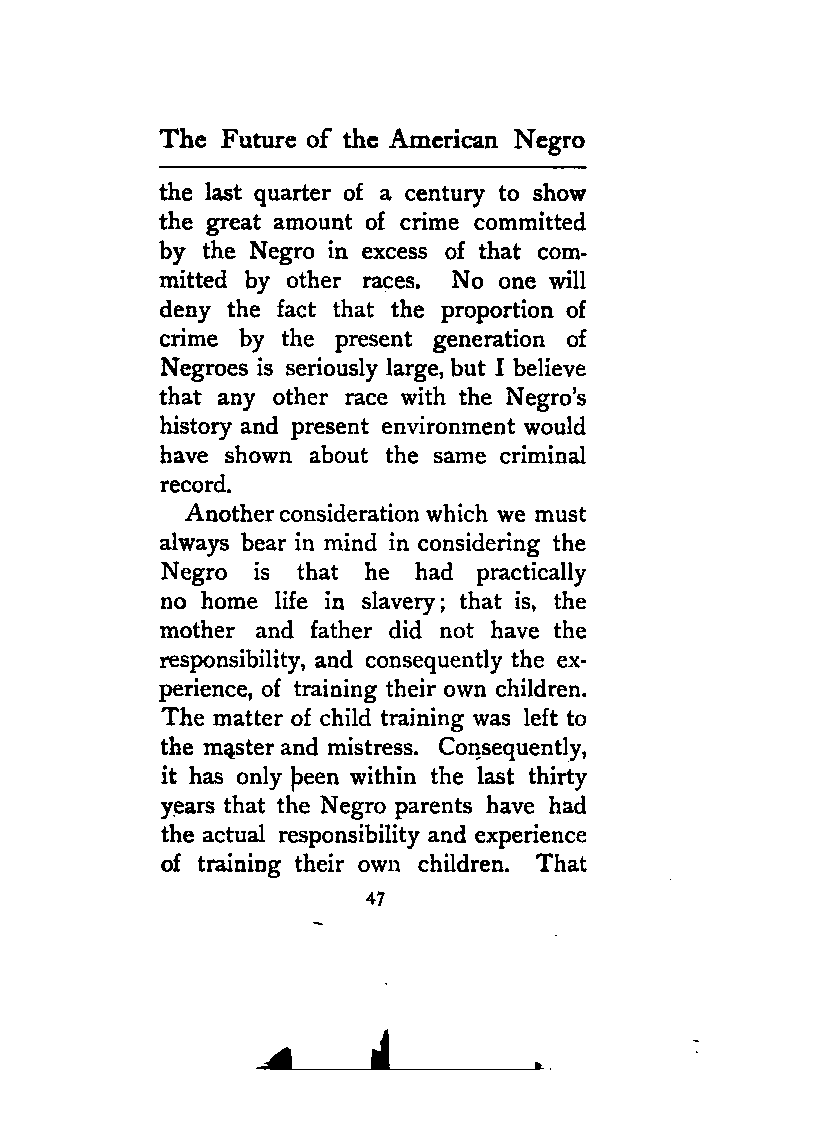 The Future of the American Negro
the last quarter of a century to show
the great amount of crime committed
by the Negro in excess of that com-
mitted by other races. No one will
deny the fact that the proportion of
crime by the present generation of
Negroes is seriously large, but I believe
that any other race with the Negro's
history and present environment would
have shown about the same criminal
record.
Another consideration which we must
always bear in mind in considering the
Negro is that he had practically
no home life in slavery; that is, the
mother and father did not have the
responsibility, and consequently the ex-
perience, of training their own children.
The matter of child training was left to
the master and mistress. Consequently,
it has only been within the last thirty
years that the Negro parents have had
the actual responsibility and experience
of training their own children. That
47